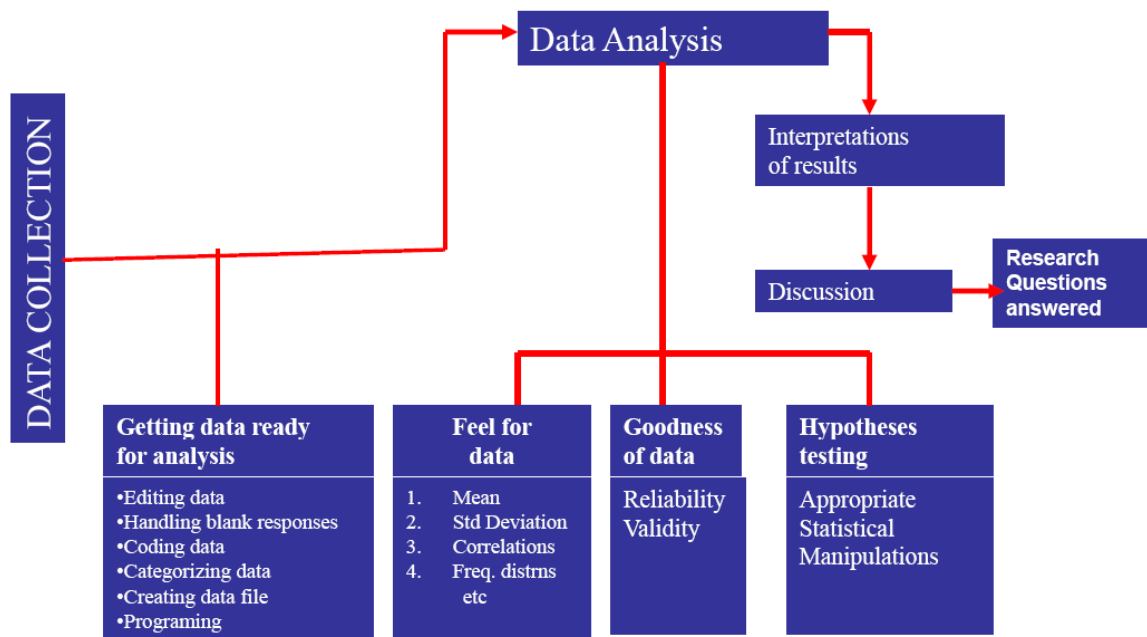 Data Analysis
DATA COLLECTION
Interpretations
of results
Discussion
Research
Questions
answered
Getting data ready
for analysis
•Editing data
•Handling blank responses
•Coding data
•Categorizing data
•Creating data file
•Programing
Feel for
data
1. Mean
2. Std Deviation
3. Correlations
4. Freq. distrns
etc
Goodness
of data
Reliability
Validity
Hypotheses
testing
Appropriate
Statistical
Manipulations